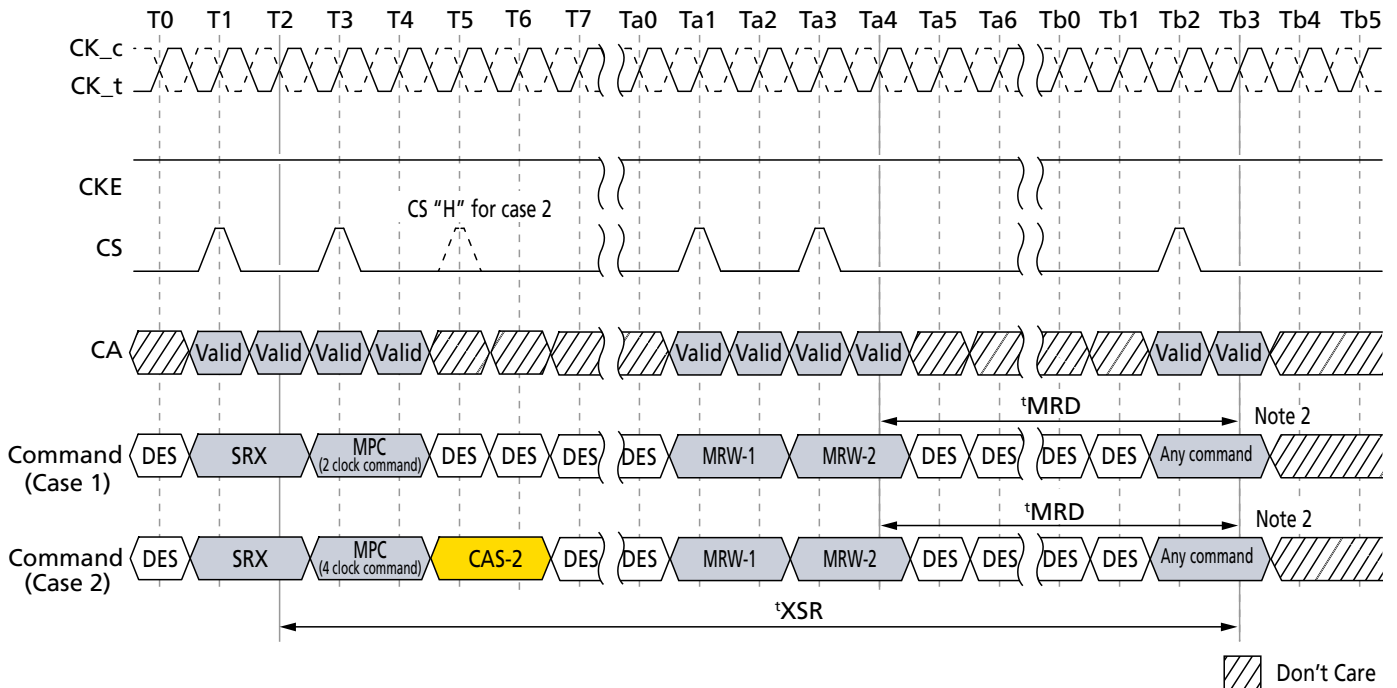 T0 T1 T2 T3 T4 T5 T6 T7 Ta0 Ta1 Ta2 Ta3 Ta4 Ta5 Ta6 Tb0 Tb1 Tb2 Tb3 Tb4 Tb5
CK_c
CK_t
CKE
CS “H” for case 2
CS
CA Valid Valid Valid Valid Valid Valid Valid Valid Valid Valid
tMRD Note 2
Command
(Case 1)
DES SRX MPC
(2 clock command)
DES DES DES DES MRW-1 MRW-2 DES DES DES DES Any command
tMRD Note 2
Command
(Case 2)
DES SRX MPC
(4 clock command)
CAS-2 DES DES MRW-1 MRW-2 DES DES DES DES Any command
tXSR
Don't Care